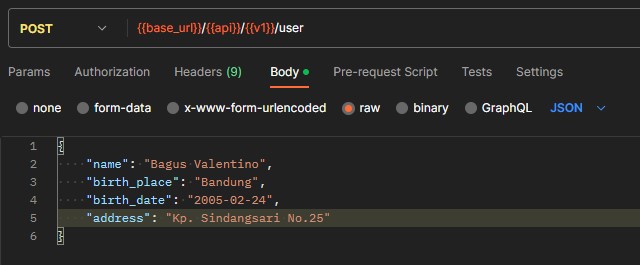 POST {{base_url}}/{{api}}/{{v1}}/user
Params Authorization Headers (9) Body Pre-request Script Tests Settings
none form-data x-www-form-urlencoded raw binary GraphQL JSON
1 {
2 "name": "Bagus Valentino",
3 "birth_place": "Bandung",
4 "birth_date": "2005-02-24",
5 "address": "Kp. Sindangsari No.25"
6 }